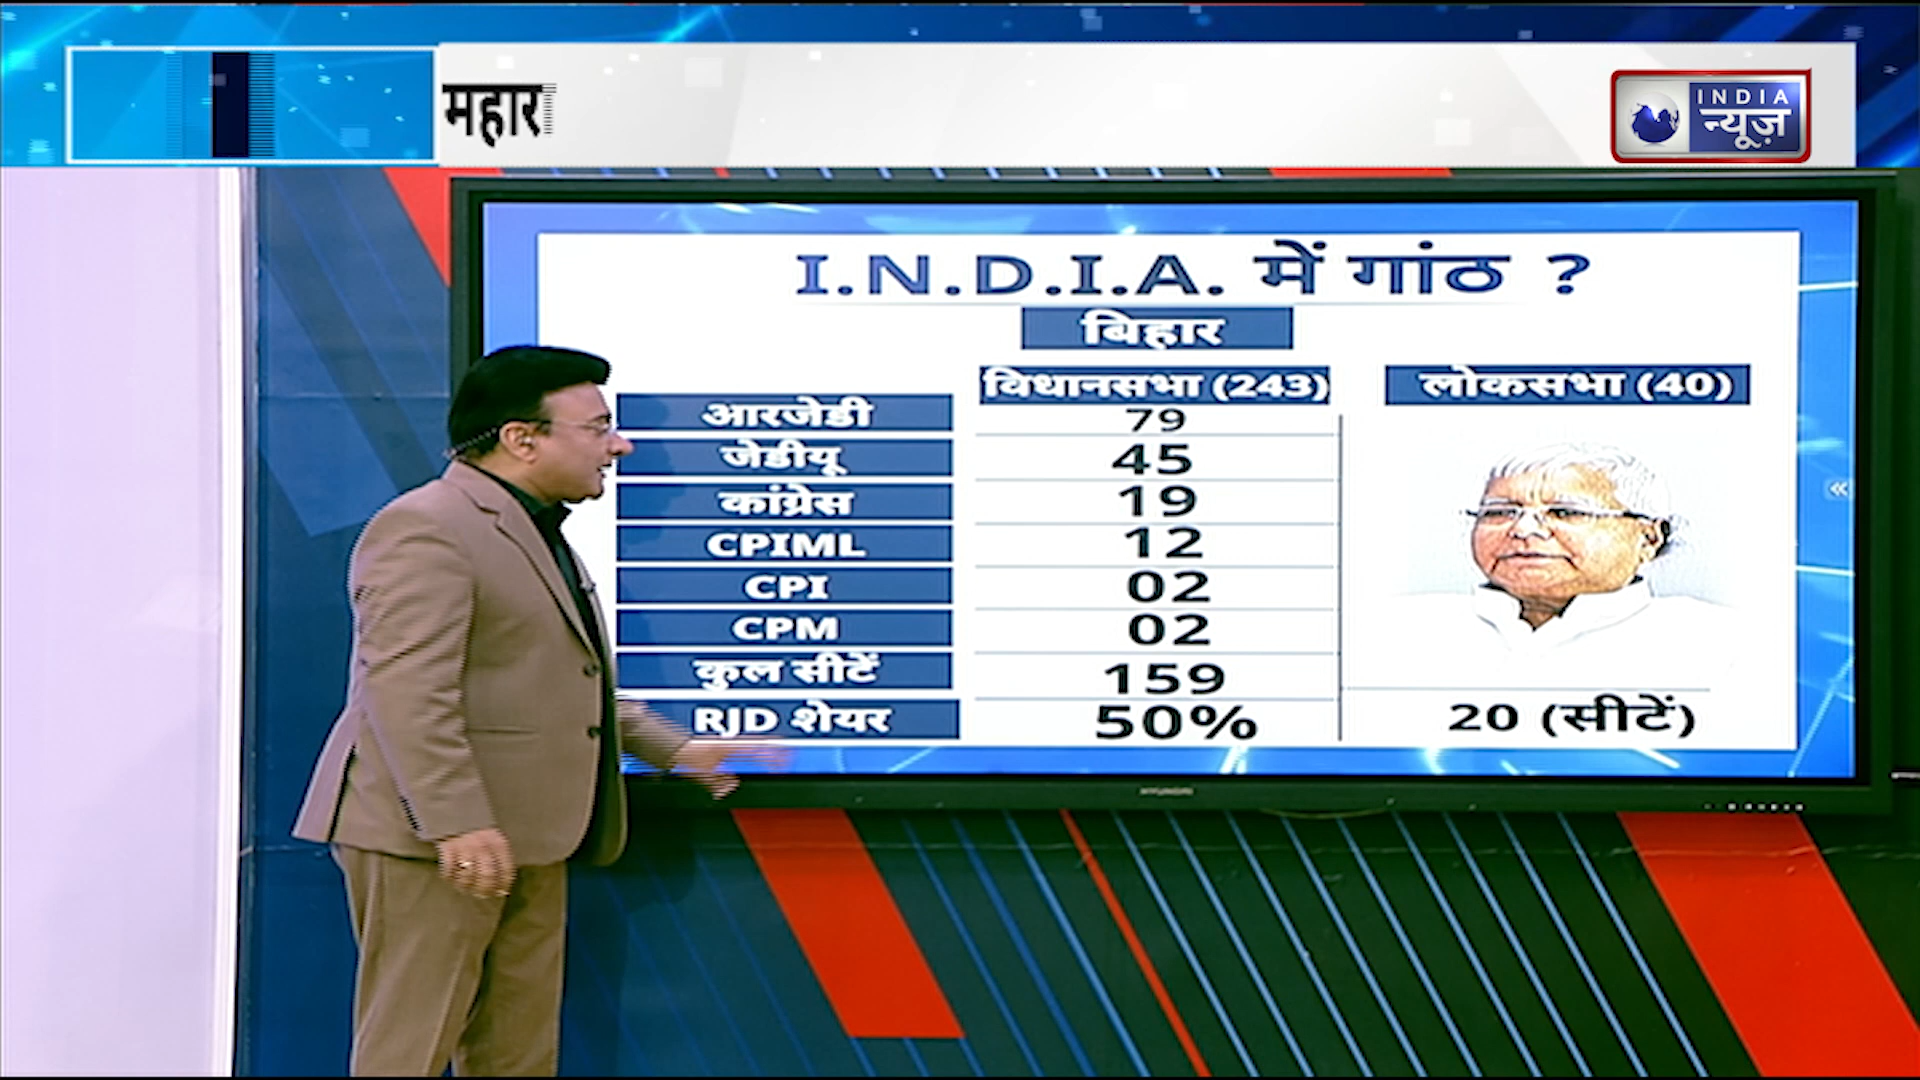 महार
INDIA
न्यूज़
I.N.D.I.A. में गांठ ?
बिहार
विधानसभा (243) लोकसभा (40)
आरजेडी 79
जेडीयू 45
कांग्रेस 19
CPIML 12
CPI 02
CPM 02
कुल सीटें 159
RJD शेयर 50% 20 (सीटें)
HYUNDAI